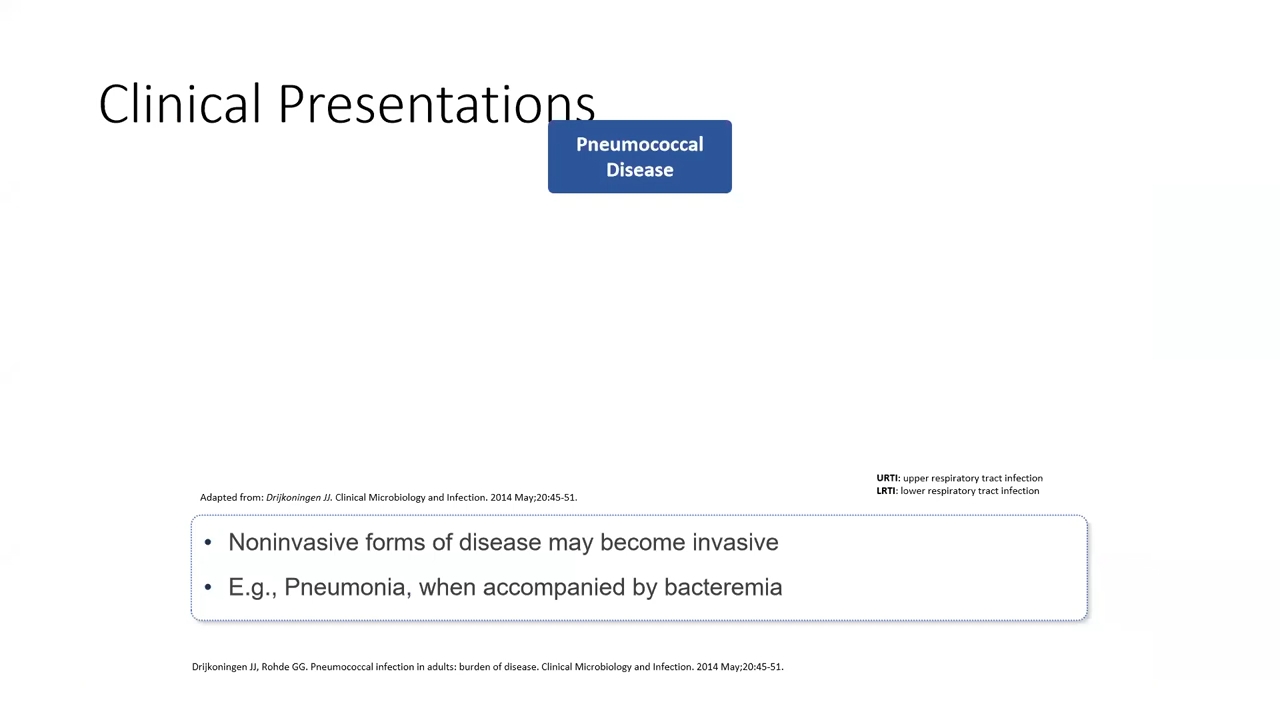 Clinical Presentations
Pneumococcal
Disease
URTI: upper respiratory tract infection
LRTI: lower respiratory tract infection
Adapted from: Drijkoningen JJ. Clinical Microbiology and Infection. 2014 May;20:45-51.
• Noninvasive forms of disease may become invasive
• E.g., Pneumonia, when accompanied by bacteremia
Drijkoningen JJ, Rohde GG. Pneumococcal infection in adults: burden of disease. Clinical Microbiology and Infection. 2014 May;20:45-51.